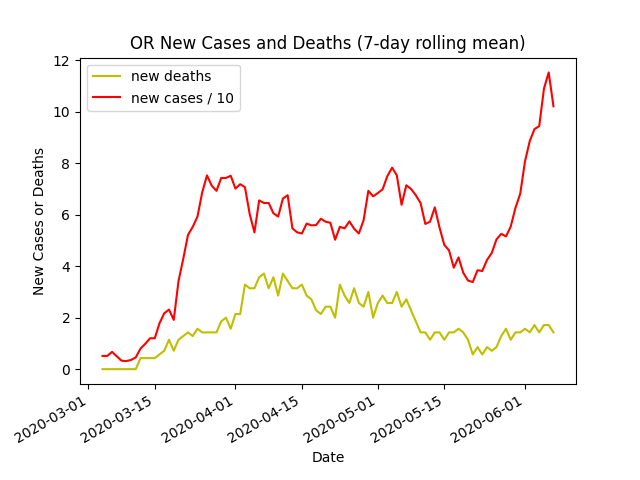 OR New Cases and Deaths (7-day rolling mean)
new deaths
new cases / 10
New Cases or Deaths
12
10
8
6
4
2
0
2020-03-01
2020-03-15
2020-04-01
2020-04-15
2020-05-01
2020-05-15
2020-06-01
Date